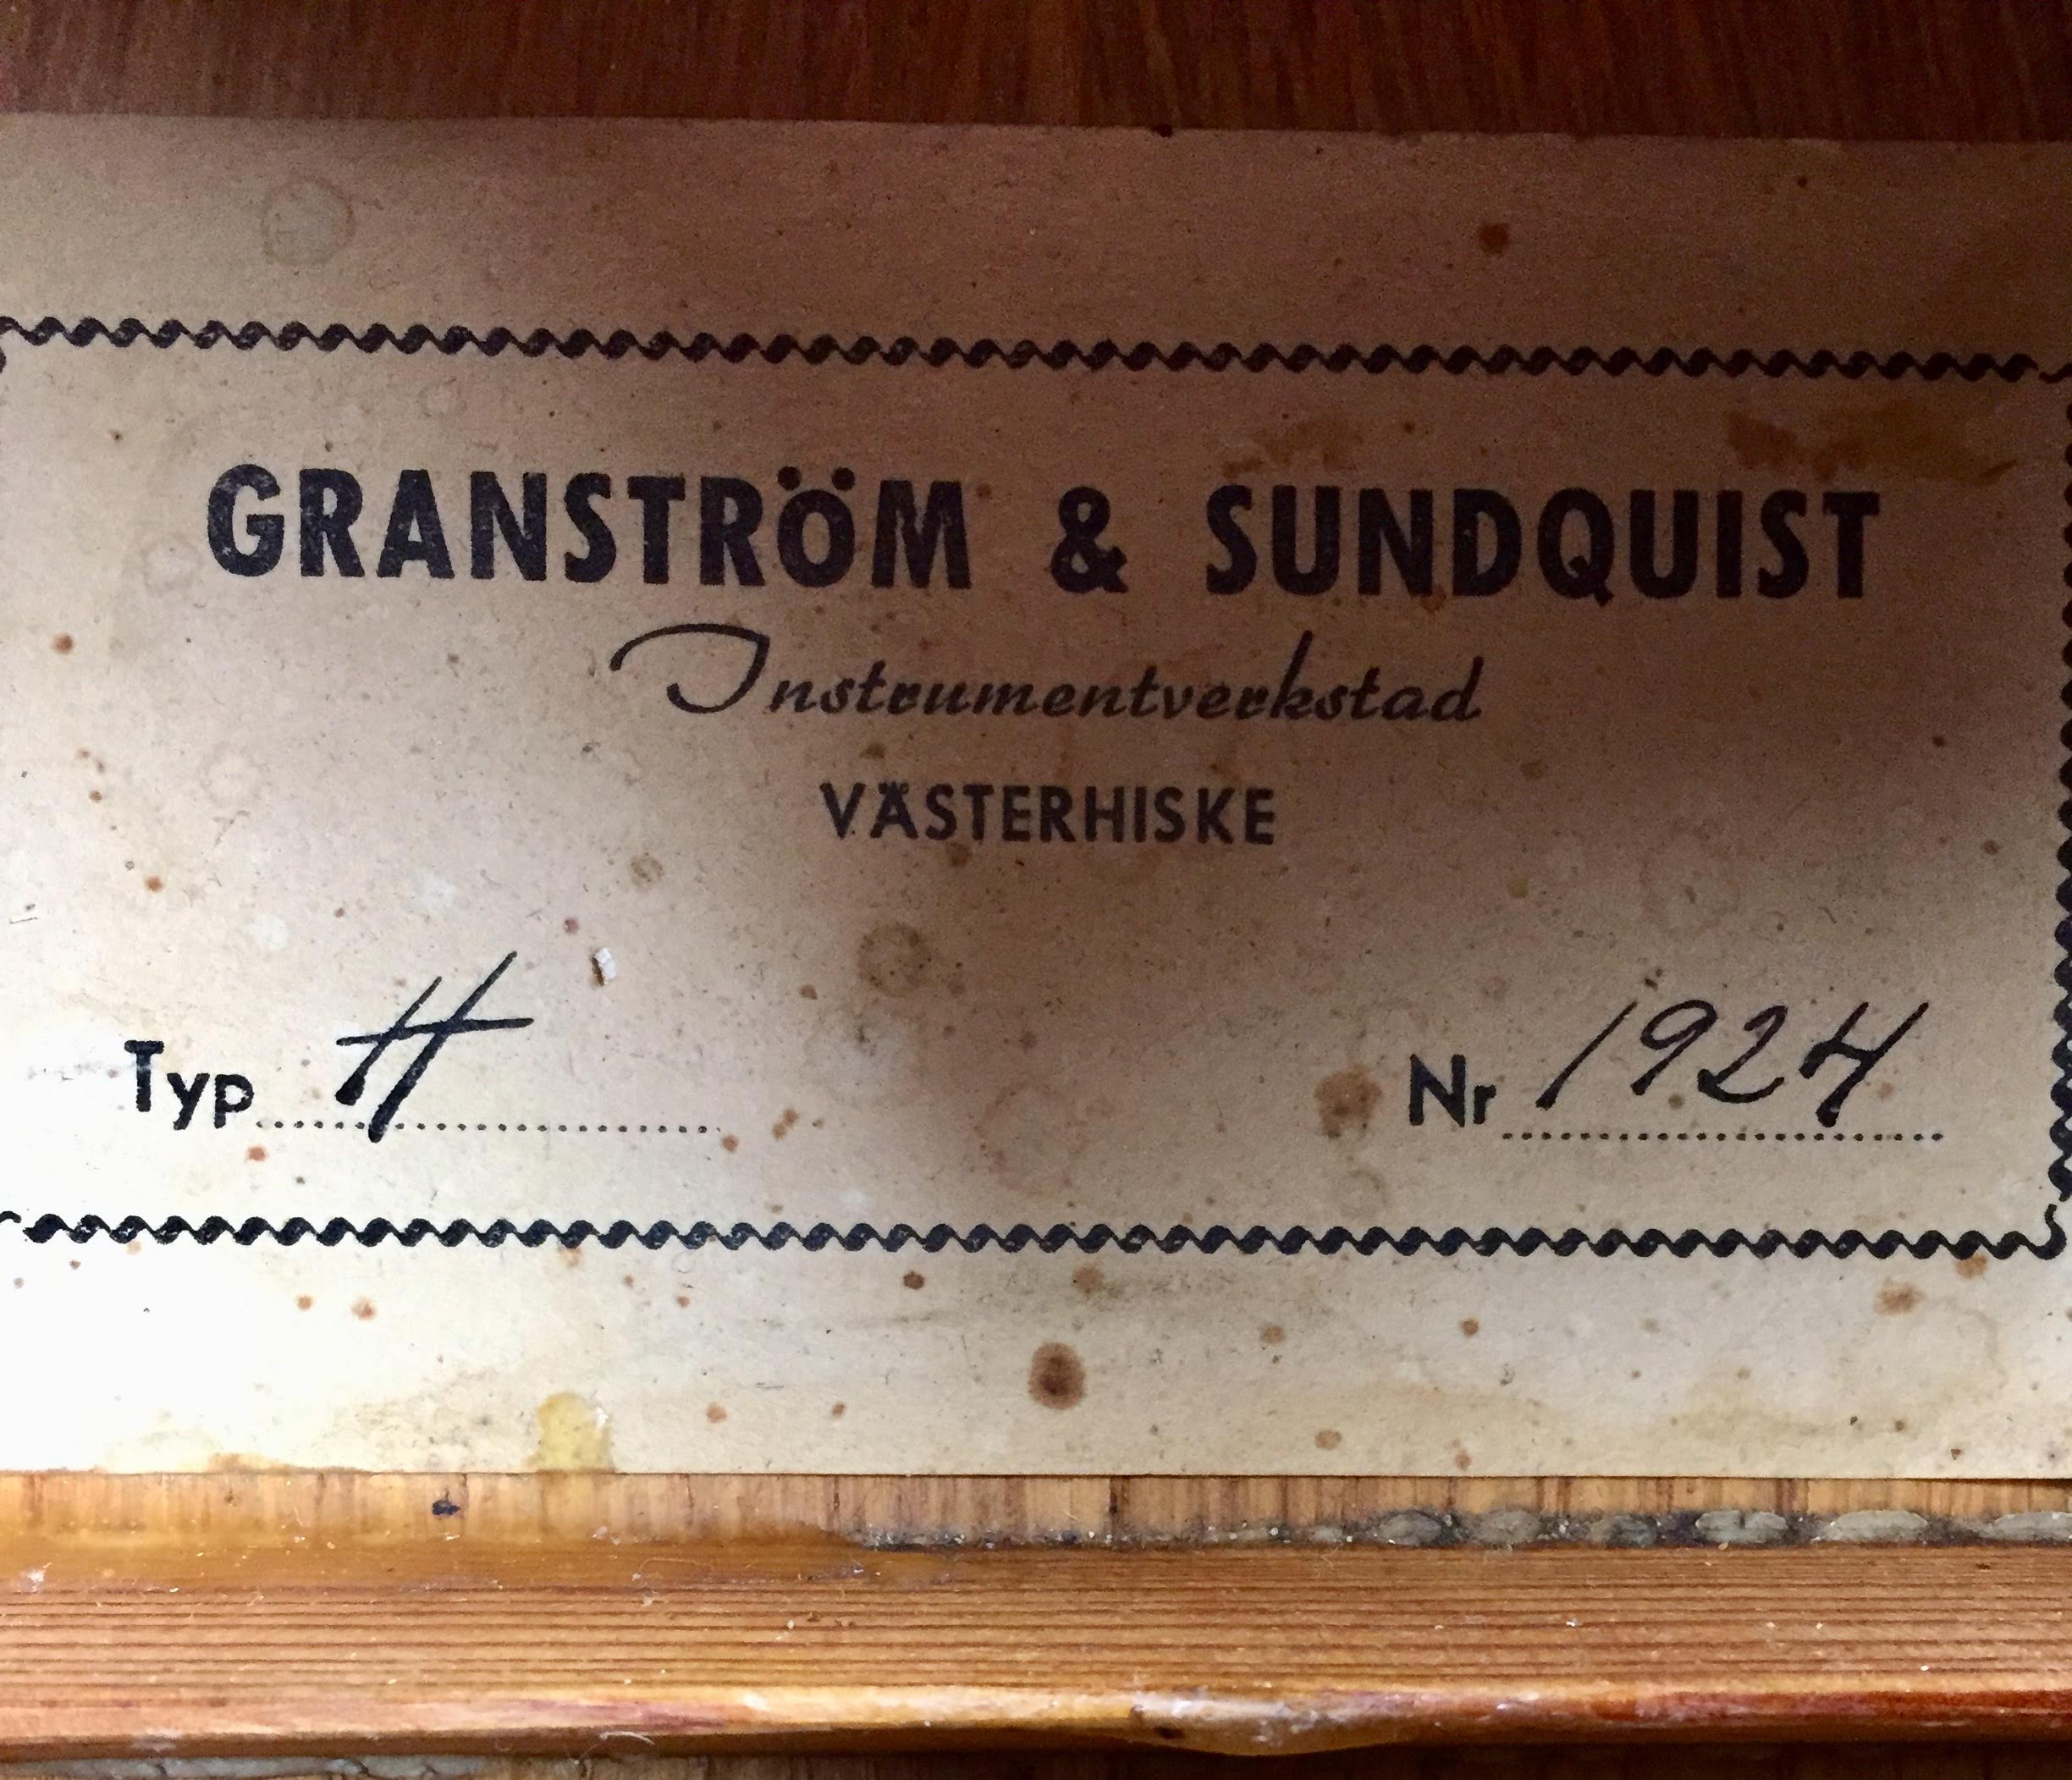 GRANSTRÖM & SUNDQUIST
Instrumentverkstad
VÄSTERHISKE
Typ H Nr 1924